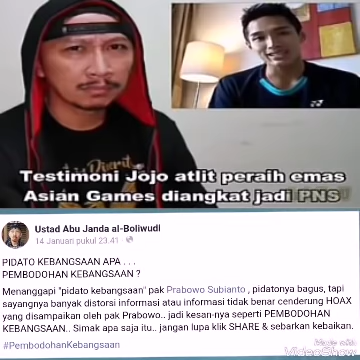 Testimoni Jojo atlit peraih emas
Asian Games diangkat jadi PNS
Ustad Abu Janda al-Boliwudi
14 Januari pukul 23.41
PIDATO KEBANGSAAN APA . . .
PEMBODOHAN KEBANGSAAN ?
Menanggapi "pidato kebangsaan" pak Prabowo Subianto , pidatonya bagus, tapi
sayangnya banyak distorsi informasi atau informasi tidak benar cenderung HOAX
yang disampaikan oleh pak Prabowo.. jadi kesan-nya seperti PEMBODOHAN
KEBANGSAAN.. Simak apa saja itu.. jangan lupa klik SHARE & sebarkan kebaikan.
#PembodohanKebangsaan
Made with
VideoShow